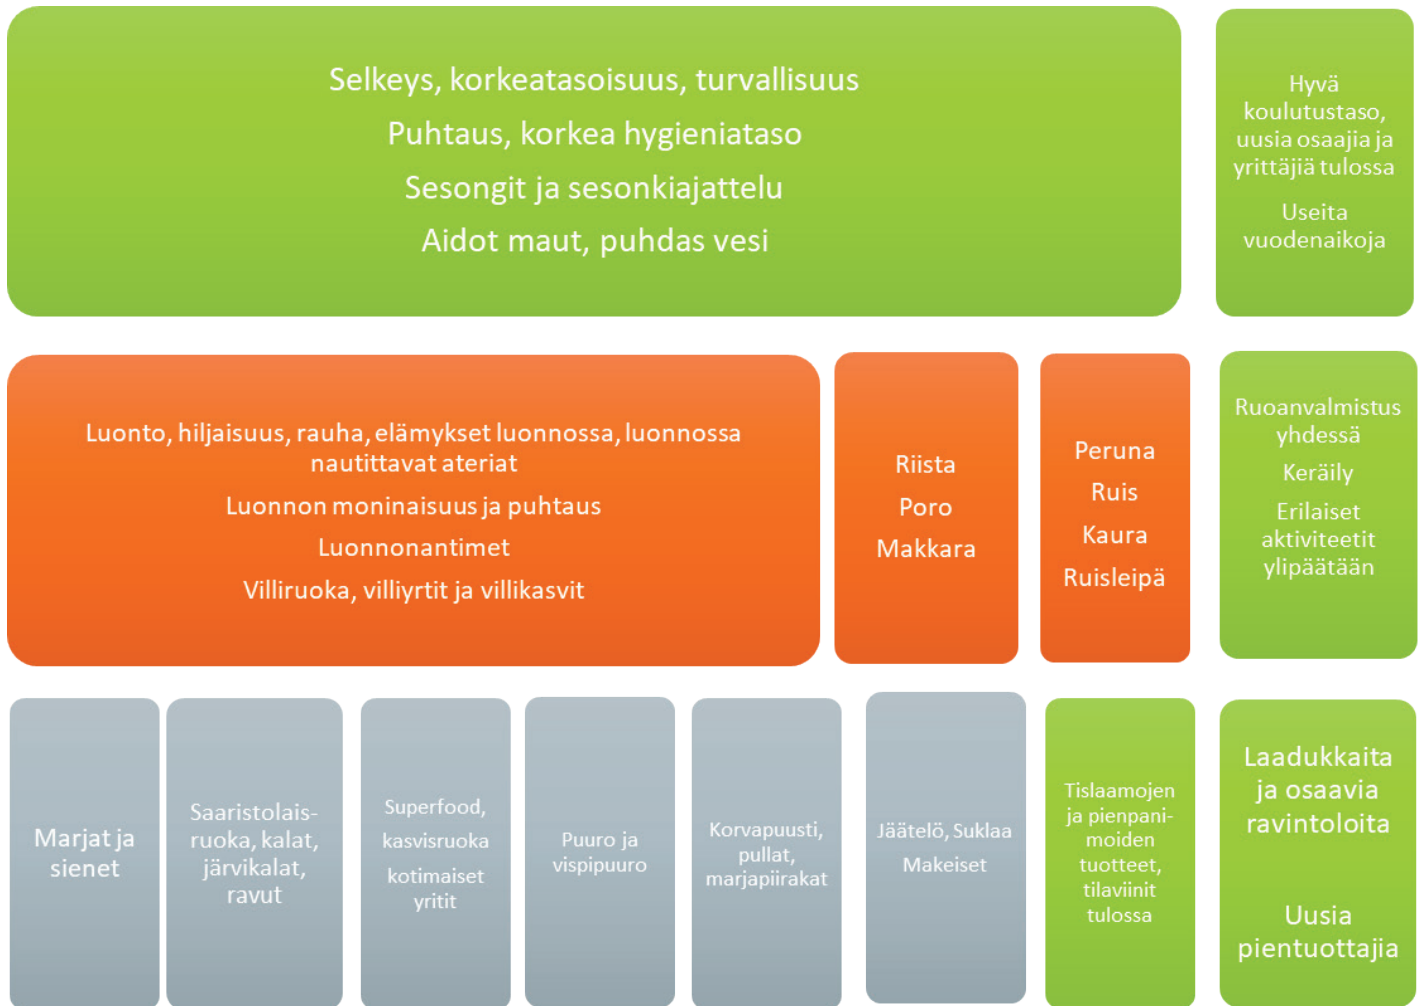 Selkeys, korkeatasoisuus, turvallisuus
Puhtaus, korkea hygieniataso
Sesongit ja sesonkiajattelu
Aidot maut, puhdas vesi
Hyvä
koulutustaso,
uusia osaajia ja
yrittäjiä tulossa
Useita
vuodenaikoja
Luonto, hiljaisuus, rauha, elämykset luonnossa, luonnossa
nautittavat ateriat
Luonnon moninaisuus ja puhtaus
Luonnonantimet
Villiruoka, villiyrtit ja villikasvit
Riista
Poro
Makkara
Peruna
Ruis
Kaura
Ruisleipä
Ruoanvalmistus
yhdessä
Keräily
Erilaiset
aktiviteetit
ylipäätään
Marjat ja
sienet
Saaristolais-
ruoka, kalat,
järvikalat,
ravut
Superfood,
kasvisruoka
kotimaiset
yritit
Puuro ja
vispipuuro
Korvapuusti,
pullat,
marjapiirakat
Jäätelö, Suklaa
Makeiset
Tislaamojen
ja pienpani-
moiden
tuotteet,
tilaviinit
tulossa
Laadukkaita
ja osaavia
ravintoloita
Uusia
pientuottajia